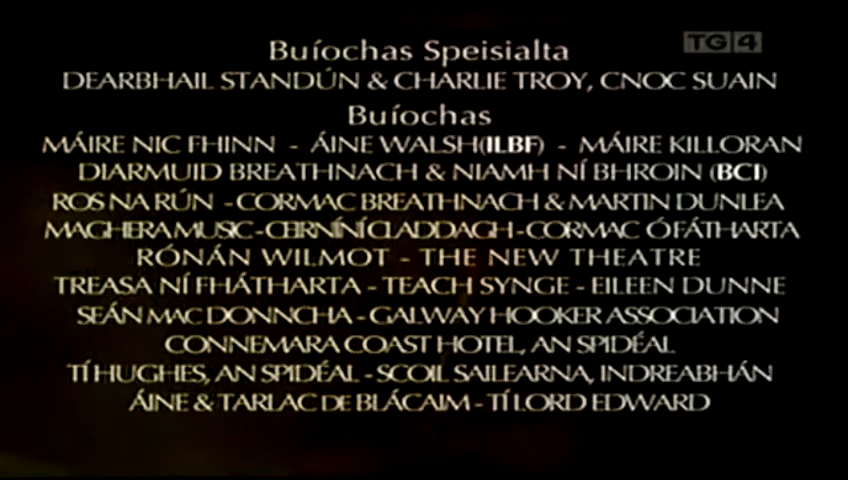 Buíochas Speisialta TG4
DEARBHAIL STANDÚN & CHARLIE TROY, CNOC SUAIN
Buíochas
MÁIRE NIC FHINN - ÁINE WALSH(ILBF) - MÁIRE KILLORAN
DIARMUID BREATHNACH & NIAMH NÍ BHROIN (BCI)
ROS NA RÚN - CORMAC BREATHNACH & MARTIN DUNLEA
MAGHERA MUSIC - CEIRNÍNÍ CLADDAGH - CORMAC Ó FÁTHARTA
RÓNÁN WILMOT - THE NEW THEATRE
TREASA NÍ FHÁTHARTA - TEACH SYNGE - EILEEN DUNNE
SEÁN MAC DONNCHA - GALWAY HOOKER ASSOCIATION
CONNEMARA COAST HOTEL, AN SPIDÉAL
TÍ HUGHES, AN SPIDÉAL - SCOIL SAILEARNA, INDREABHÁN
ÁINE & TARLAC DE BLÁCAIM - TÍ LORD EDWARD